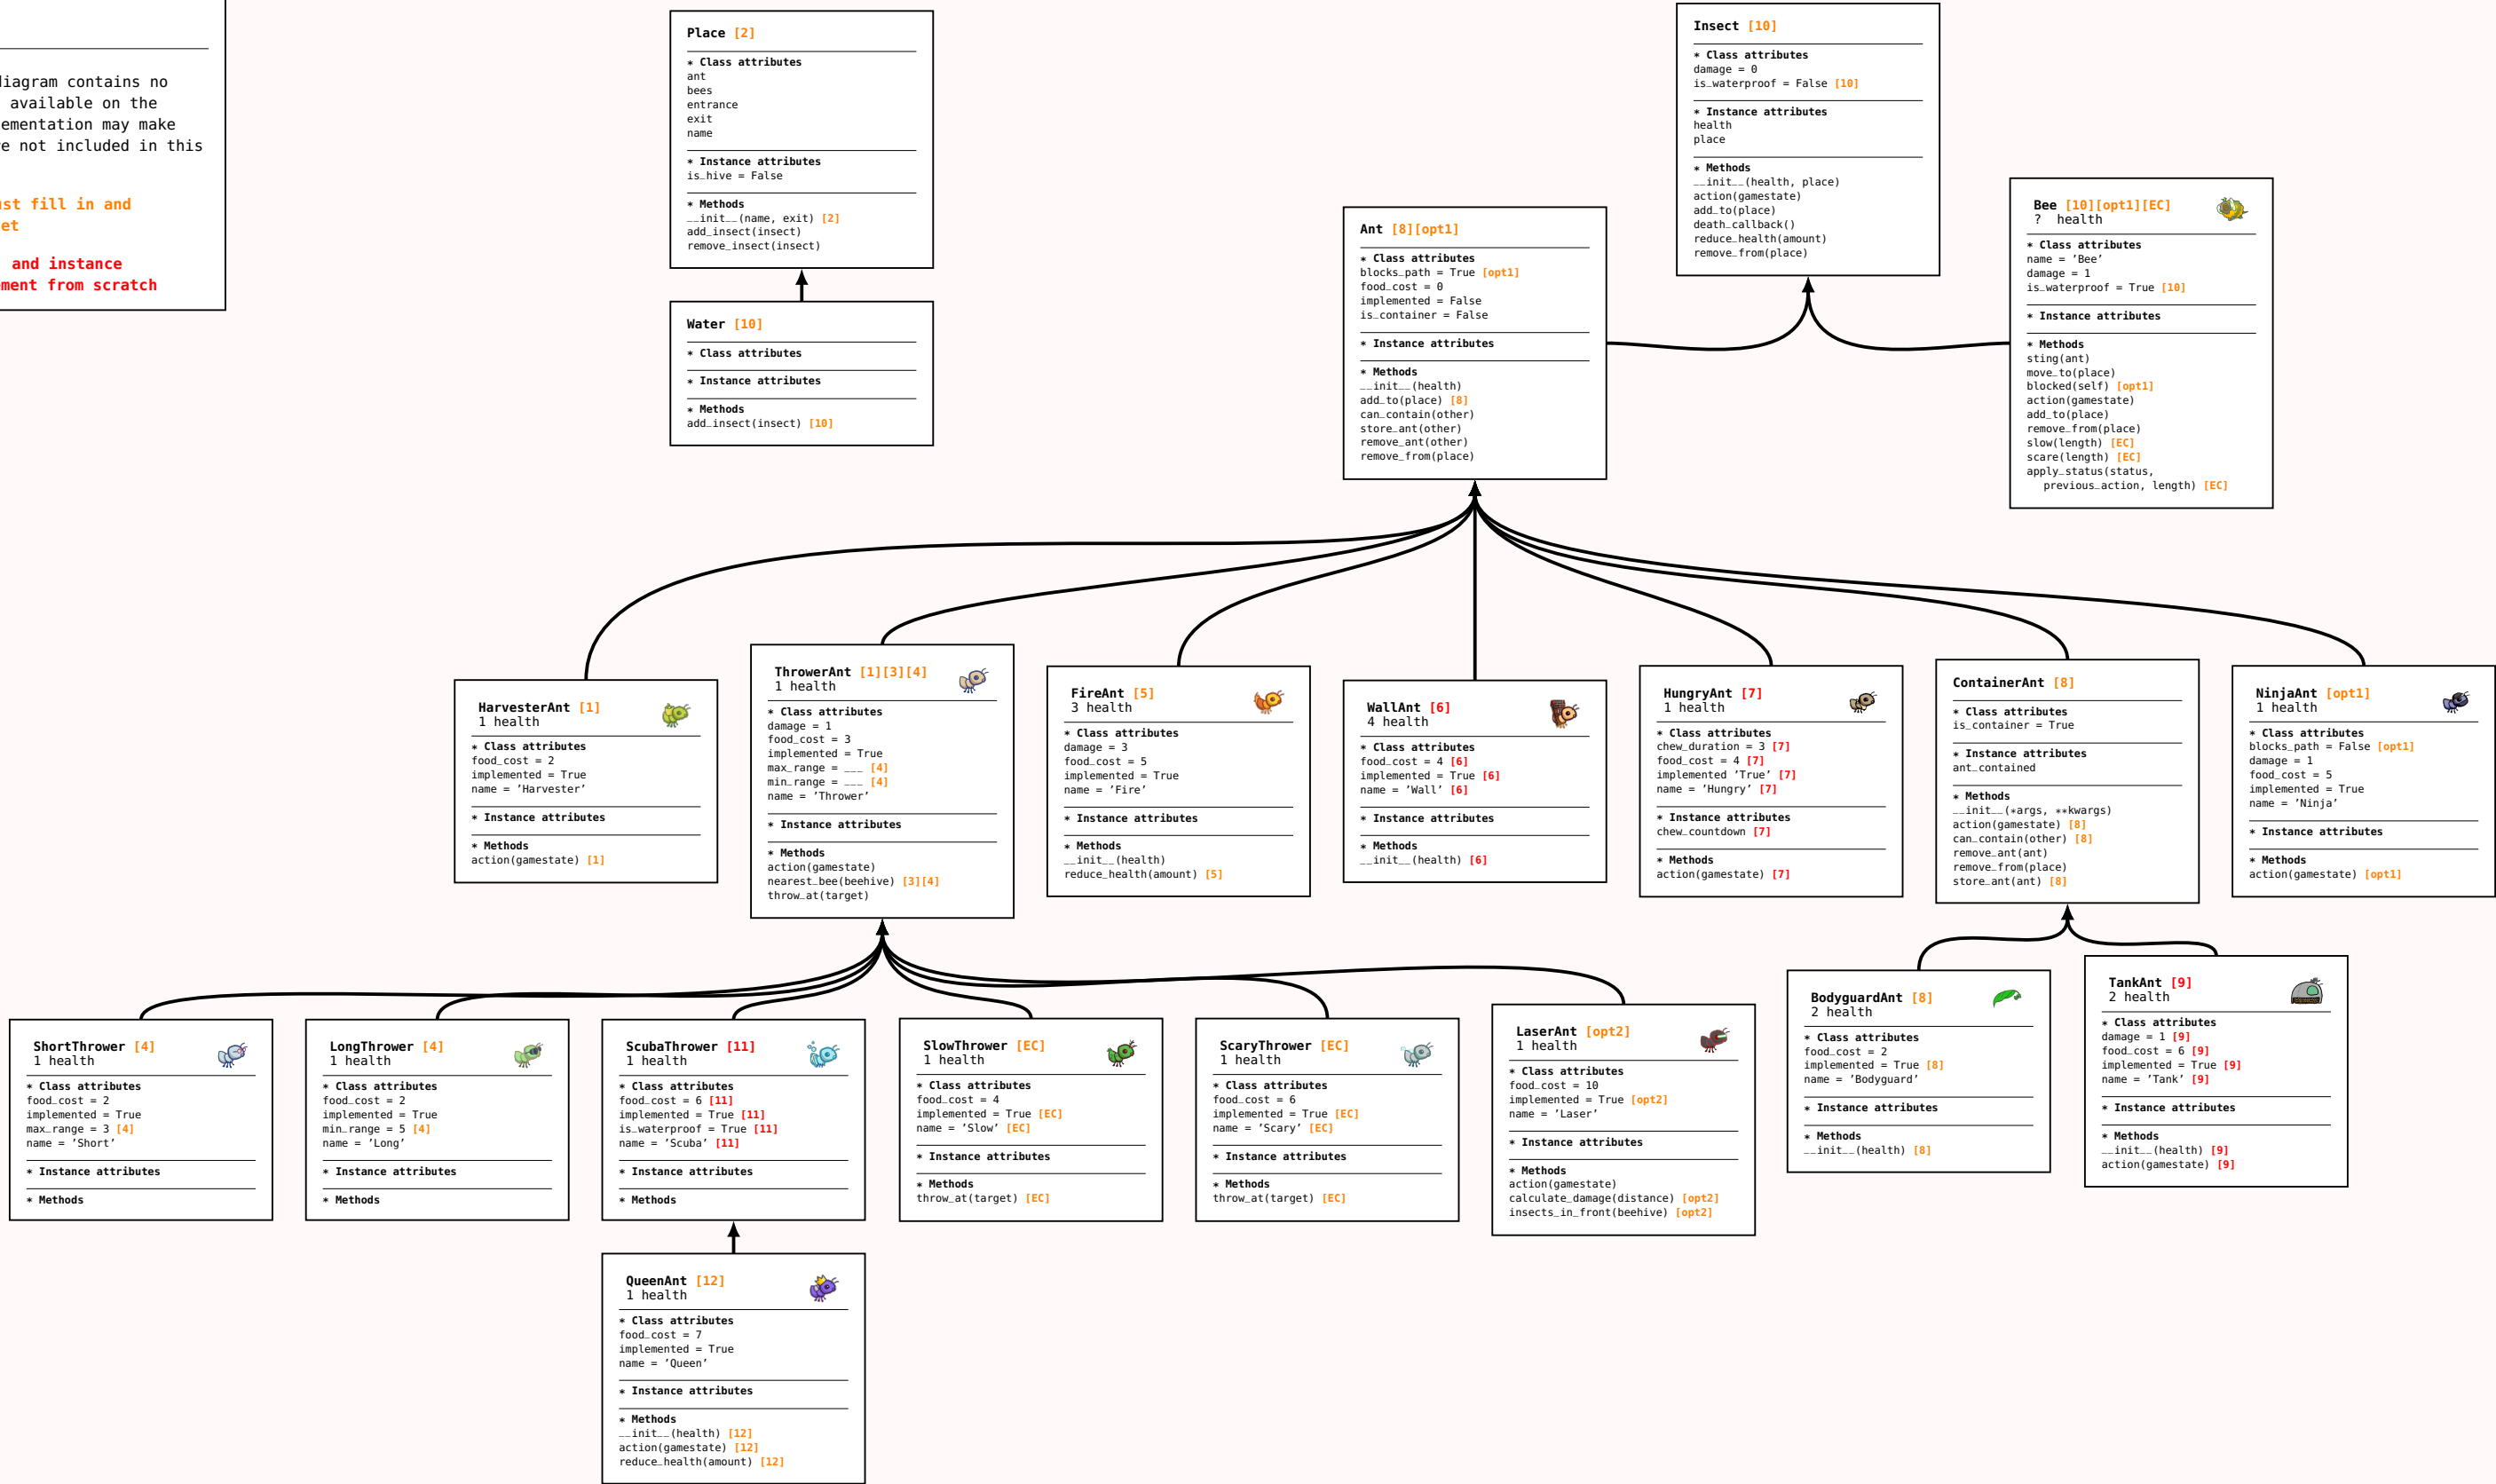 diagram contains no
available on the
ementation may make
e not included in this
st fill in and
et
and instance
ement from scratch
Place [2]
* Class attributes
ant
bees
entrance
exit
name
* Instance attributes
is_hive = False
* Methods
__init__(name, exit) [2]
add_insect(insect)
remove_insect(insect)
Water [10]
* Class attributes
* Instance attributes
* Methods
add_insect(insect) [10]
Insect [10]
* Class attributes
damage = 0
is_waterproof = False [10]
* Instance attributes
health
place
* Methods
__init__(health, place)
action(gamestate)
add_to(place)
death_callback()
reduce_health(amount)
remove_from(place)
Ant [8][opt1]
* Class attributes
blocks_path = True [opt1]
food_cost = 0
implemented = False
is_container = False
* Instance attributes
* Methods
__init__(health)
add_to(place) [8]
can_contain(other)
store_ant(other)
remove_ant(other)
remove_from(place)
Bee [10][opt1][EC]
? health
* Class attributes
name = ’Bee’
damage = 1
is_waterproof = True [10]
* Instance attributes
* Methods
sting(ant)
move_to(place)
blocked(self) [opt1]
action(gamestate)
add_to(place)
remove_from(place)
slow(length) [EC]
scare(length) [EC]
apply_status(status,
previous_action, length) [EC]
HarvesterAnt [1]
1 health
* Class attributes
food_cost = 2
implemented = True
name = ’Harvester’
* Instance attributes
* Methods
action(gamestate) [1]
ThrowerAnt [1][3][4]
1 health
* Class attributes
damage = 1
food_cost = 3
implemented = True
max_range = ___ [4]
min_range = ___ [4]
name = ’Thrower’
* Instance attributes
* Methods
action(gamestate)
nearest_bee(beehive) [3][4]
throw_at(target)
FireAnt [5]
3 health
* Class attributes
damage = 3
food_cost = 5
implemented = True
name = ’Fire’
* Instance attributes
* Methods
__init__(health)
reduce_health(amount) [5]
WallAnt [6]
4 health
* Class attributes
food_cost = 4 [6]
implemented = True [6]
name = ’Wall’ [6]
* Instance attributes
* Methods
__init__(health) [6]
HungryAnt [7]
1 health
* Class attributes
chew_duration = 3 [7]
food_cost = 4 [7]
implemented ’True’ [7]
name = ’Hungry’ [7]
* Instance attributes
chew_countdown [7]
* Methods
action(gamestate) [7]
ContainerAnt [8]
* Class attributes
is_container = True
* Instance attributes
ant_contained
* Methods
__init__(*args, **kwargs)
action(gamestate) [8]
can_contain(other) [8]
remove_ant(ant)
remove_from(place)
store_ant(ant) [8]
NinjaAnt [opt1]
1 health
* Class attributes
blocks_path = False [opt1]
damage = 1
food_cost = 5
implemented = True
name = ’Ninja’
* Instance attributes
* Methods
action(gamestate) [opt1]
ShortThrower [4]
1 health
* Class attributes
food_cost = 2
implemented = True
max_range = 3 [4]
name = ’Short’
* Instance attributes
* Methods
LongThrower [4]
1 health
* Class attributes
food_cost = 2
implemented = True
min_range = 5 [4]
name = ’Long’
* Instance attributes
* Methods
ScubaThrower [11]
1 health
* Class attributes
food_cost = 6 [11]
implemented = True [11]
is_waterproof = True [11]
name = ’Scuba’ [11]
* Instance attributes
* Methods
SlowThrower [EC]
1 health
* Class attributes
food_cost = 4
implemented = True [EC]
name = ’Slow’ [EC]
* Instance attributes
* Methods
throw_at(target) [EC]
ScaryThrower [EC]
1 health
* Class attributes
food_cost = 6
implemented = True [EC]
name = ’Scary’ [EC]
* Instance attributes
* Methods
throw_at(target) [EC]
LaserAnt [opt2]
1 health
* Class attributes
food_cost = 10
implemented = True [opt2]
name = ’Laser’
* Instance attributes
* Methods
action(gamestate)
calculate_damage(distance) [opt2]
insects_in_front(beehive) [opt2]
BodyguardAnt [8]
2 health
* Class attributes
food_cost = 2
implemented = True [8]
name = ’Bodyguard’
* Instance attributes
* Methods
__init__(health) [8]
TankAnt [9]
2 health
* Class attributes
damage = 1 [9]
food_cost = 6 [9]
implemented = True [9]
name = ’Tank’ [9]
* Instance attributes
* Methods
__init__(health) [9]
action(gamestate) [9]
QueenAnt [12]
1 health
* Class attributes
food_cost = 7
implemented = True
name = ’Queen’
* Instance attributes
* Methods
__init__(health) [12]
action(gamestate) [12]
reduce_health(amount) [12]